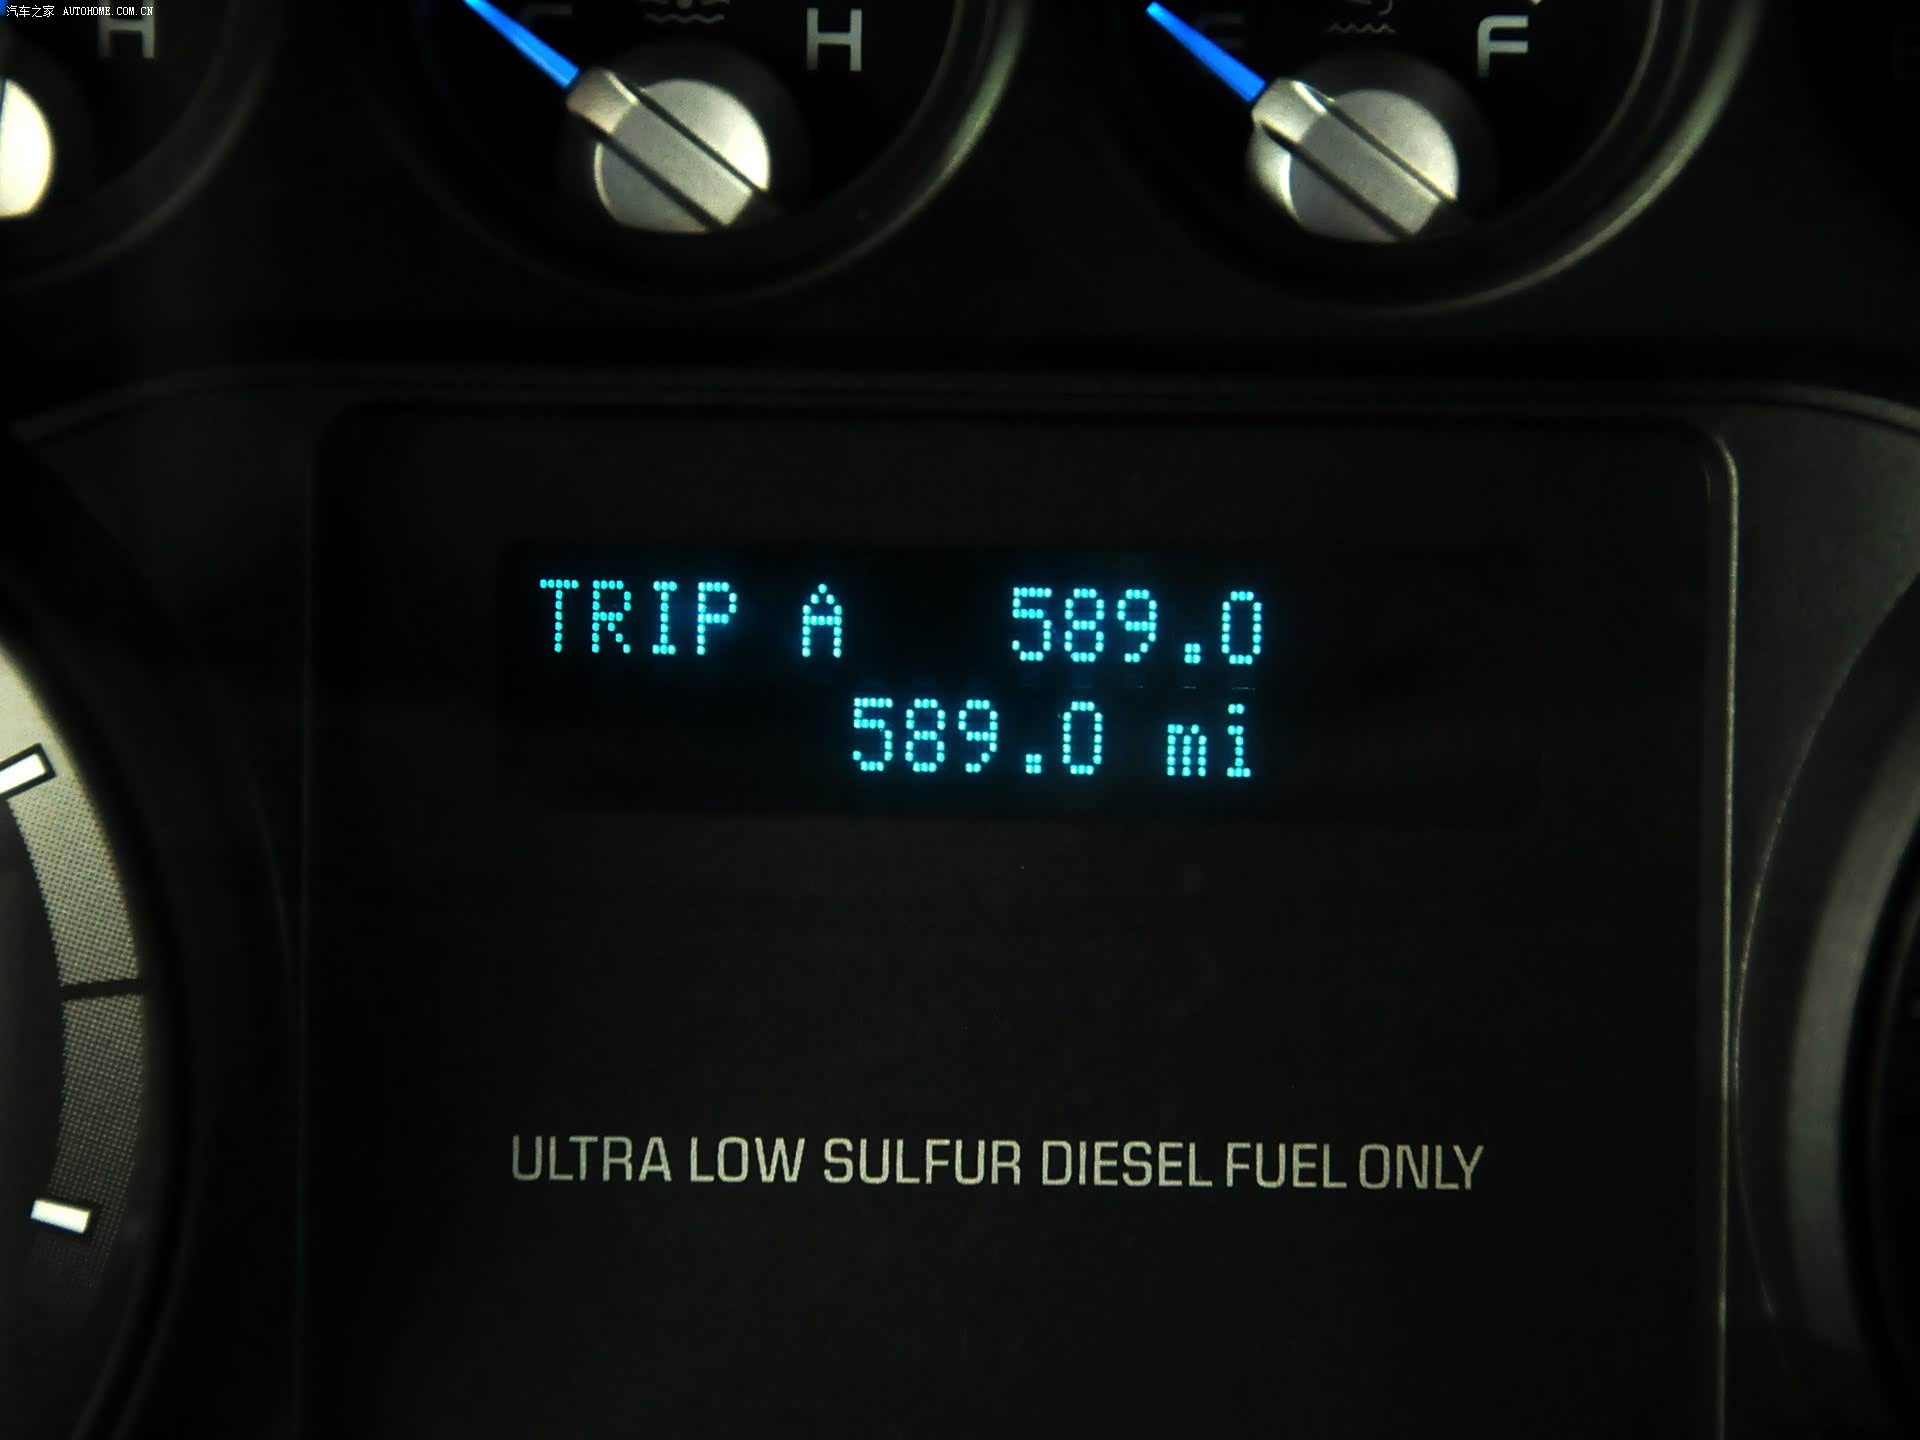 汽车之家 AUTOHOME.COM.CN
H
H
F
TRIP A 589.0
589.0 mi
ULTRA LOW SULFUR DIESEL FUEL ONLY